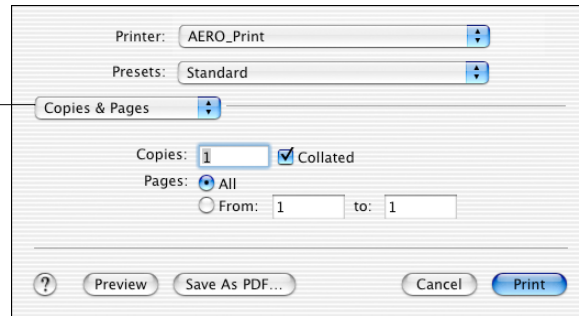 Printer: AERO_Print
Presets: Standard
Copies & Pages
Copies: 1 Collated
Pages: All
From: 1 to: 1
? Preview Save As PDF... Cancel Print